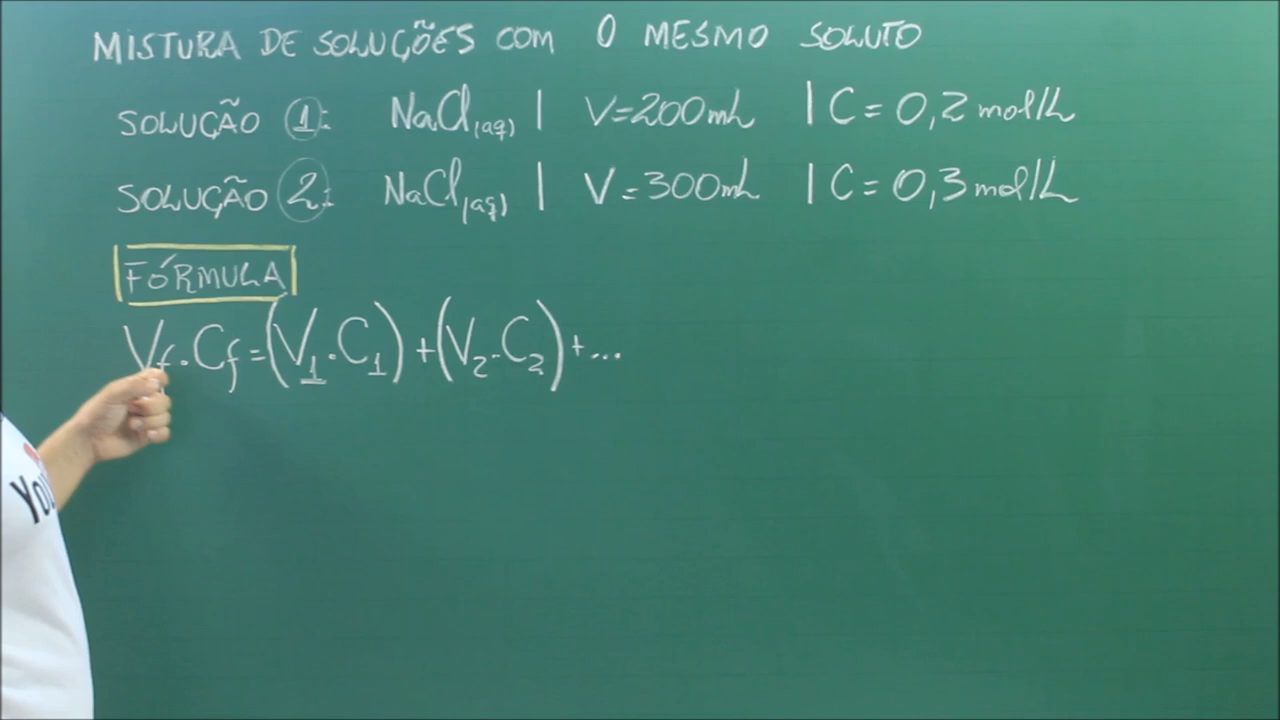 MISTURA DE SOLUÇÕES COM O MESMO SOLUTO
SOLUÇÃO 1: NaCl(aq) | V=200mL | C=0,2 mol/L
SOLUÇÃO 2: NaCl(aq) | V=300mL | C=0,3 mol/L
FÓRMULA
Vf.Cf=(V1.C1)+(V2.C2)+...